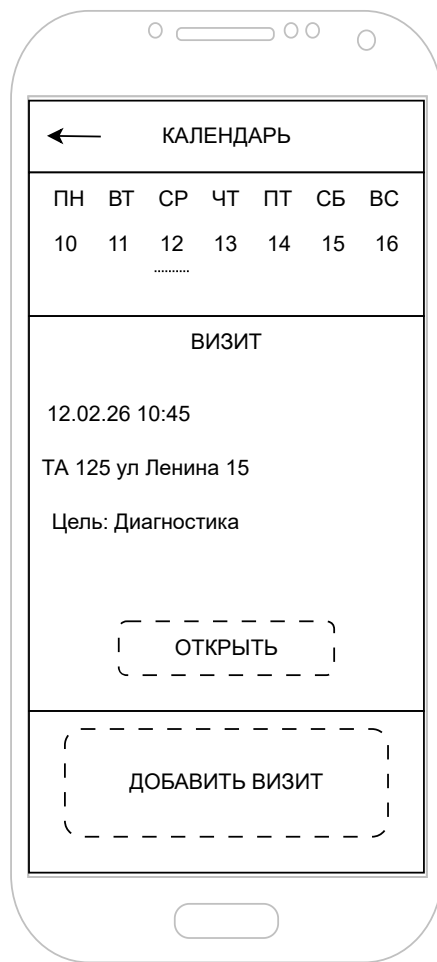 КАЛЕНДАРЬ
ПН ВТ СР ЧТ ПТ СБ ВС
10 11 12 13 14 15 16
ВИЗИТ
12.02.26 10:45
ТА 125 ул Ленина 15
Цель: Диагностика
ОТКРЫТЬ
ДОБАВИТЬ ВИЗИТ